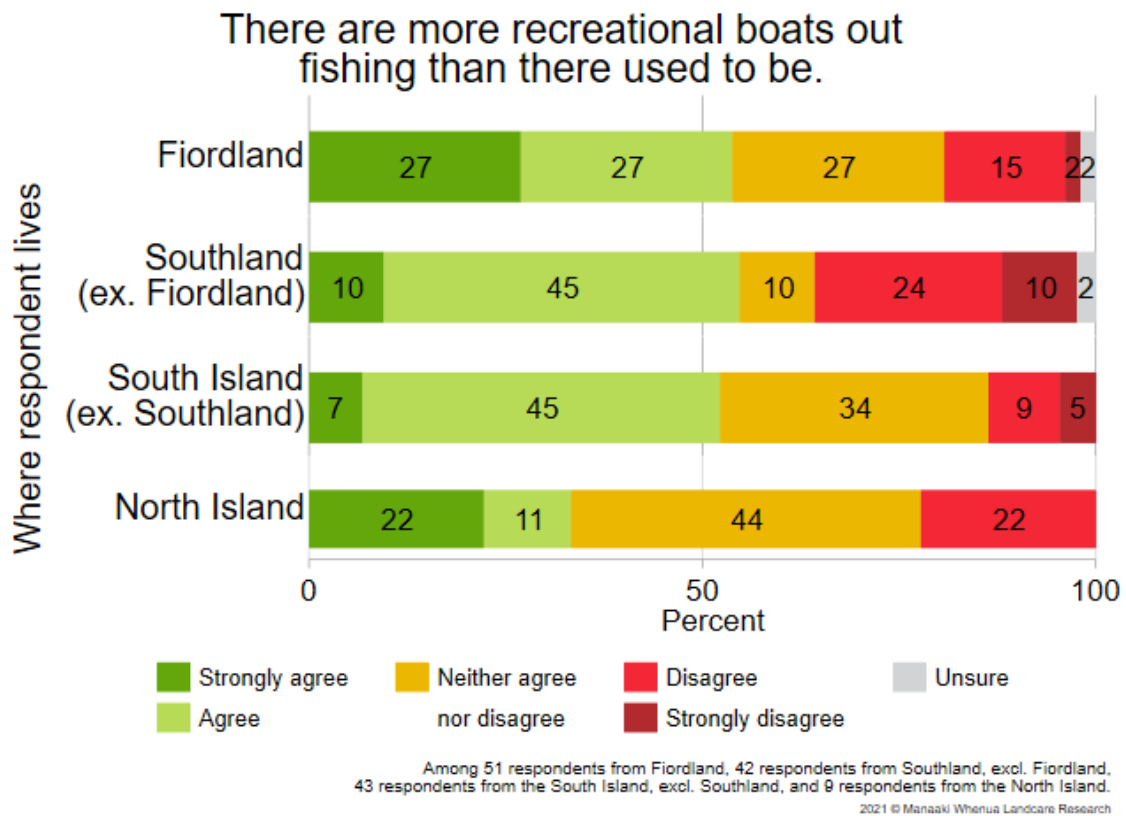 There are more recreational boats out
fishing than there used to be.
Where respondent lives
Fiordland
27 27 27 15 2 2
Southland
(ex. Fiordland)
10 45 10 24 10 2
South Island
(ex. Southland)
7 45 34 9 5
North Island
22 11 44 22
0 50 100
Percent
Strongly agree
Agree
Neither agree
nor disagree
Disagree
Strongly disagree
Unsure
Among 51 respondents from Fiordland, 42 respondents from Southland, excl. Fiordland,
43 respondents from the South Island, excl. Southland, and 9 respondents from the North Island.
2021 © Manaaki Whenua Landcare Research